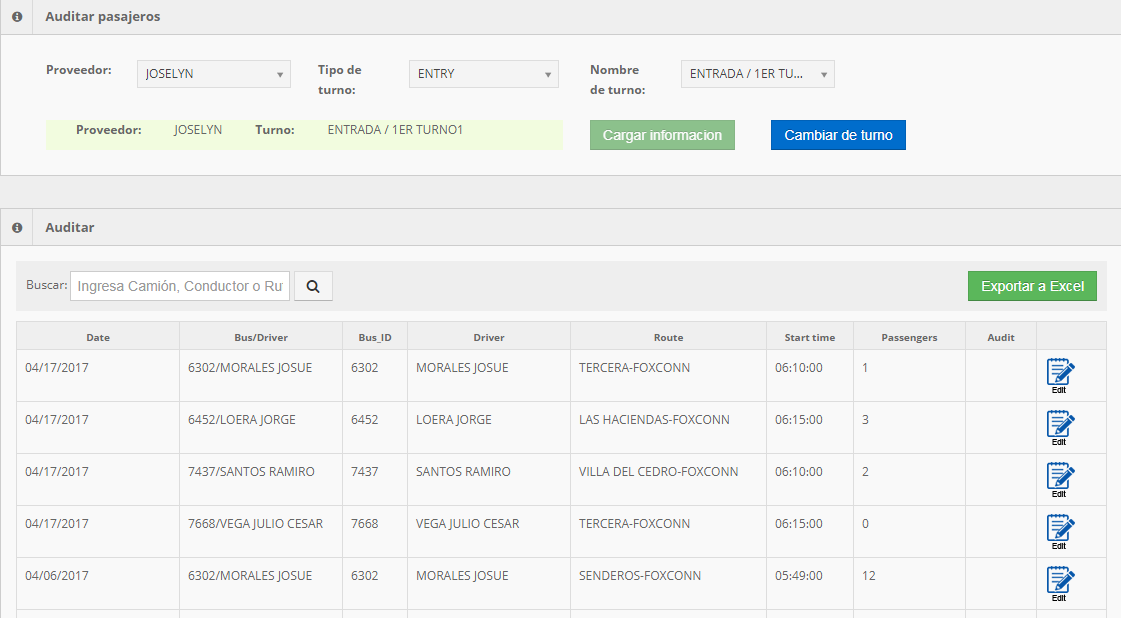 Auditar pasajeros
Proveedor: JOSELYN Tipo de turno: ENTRY Nombre de turno: ENTRADA / 1ER TU...
Proveedor: JOSELYN Turno: ENTRADA / 1ER TURNO1 Cargar informacion Cambiar de turno
Auditar
Buscar: Ingresa Camión, Conductor o Ru Exportar a Excel
Date Bus/Driver Bus_ID Driver Route Start time Passengers Audit
04/17/2017 6302/MORALES JOSUE 6302 MORALES JOSUE TERCERA-FOXCONN 06:10:00 1 Edit
04/17/2017 6452/LOERA JORGE 6452 LOERA JORGE LAS HACIENDAS-FOXCONN 06:15:00 3 Edit
04/17/2017 7437/SANTOS RAMIRO 7437 SANTOS RAMIRO VILLA DEL CEDRO-FOXCONN 06:10:00 2 Edit
04/17/2017 7668/VEGA JULIO CESAR 7668 VEGA JULIO CESAR TERCERA-FOXCONN 06:15:00 0 Edit
04/06/2017 6302/MORALES JOSUE 6302 MORALES JOSUE SENDEROS-FOXCONN 05:49:00 12 Edit